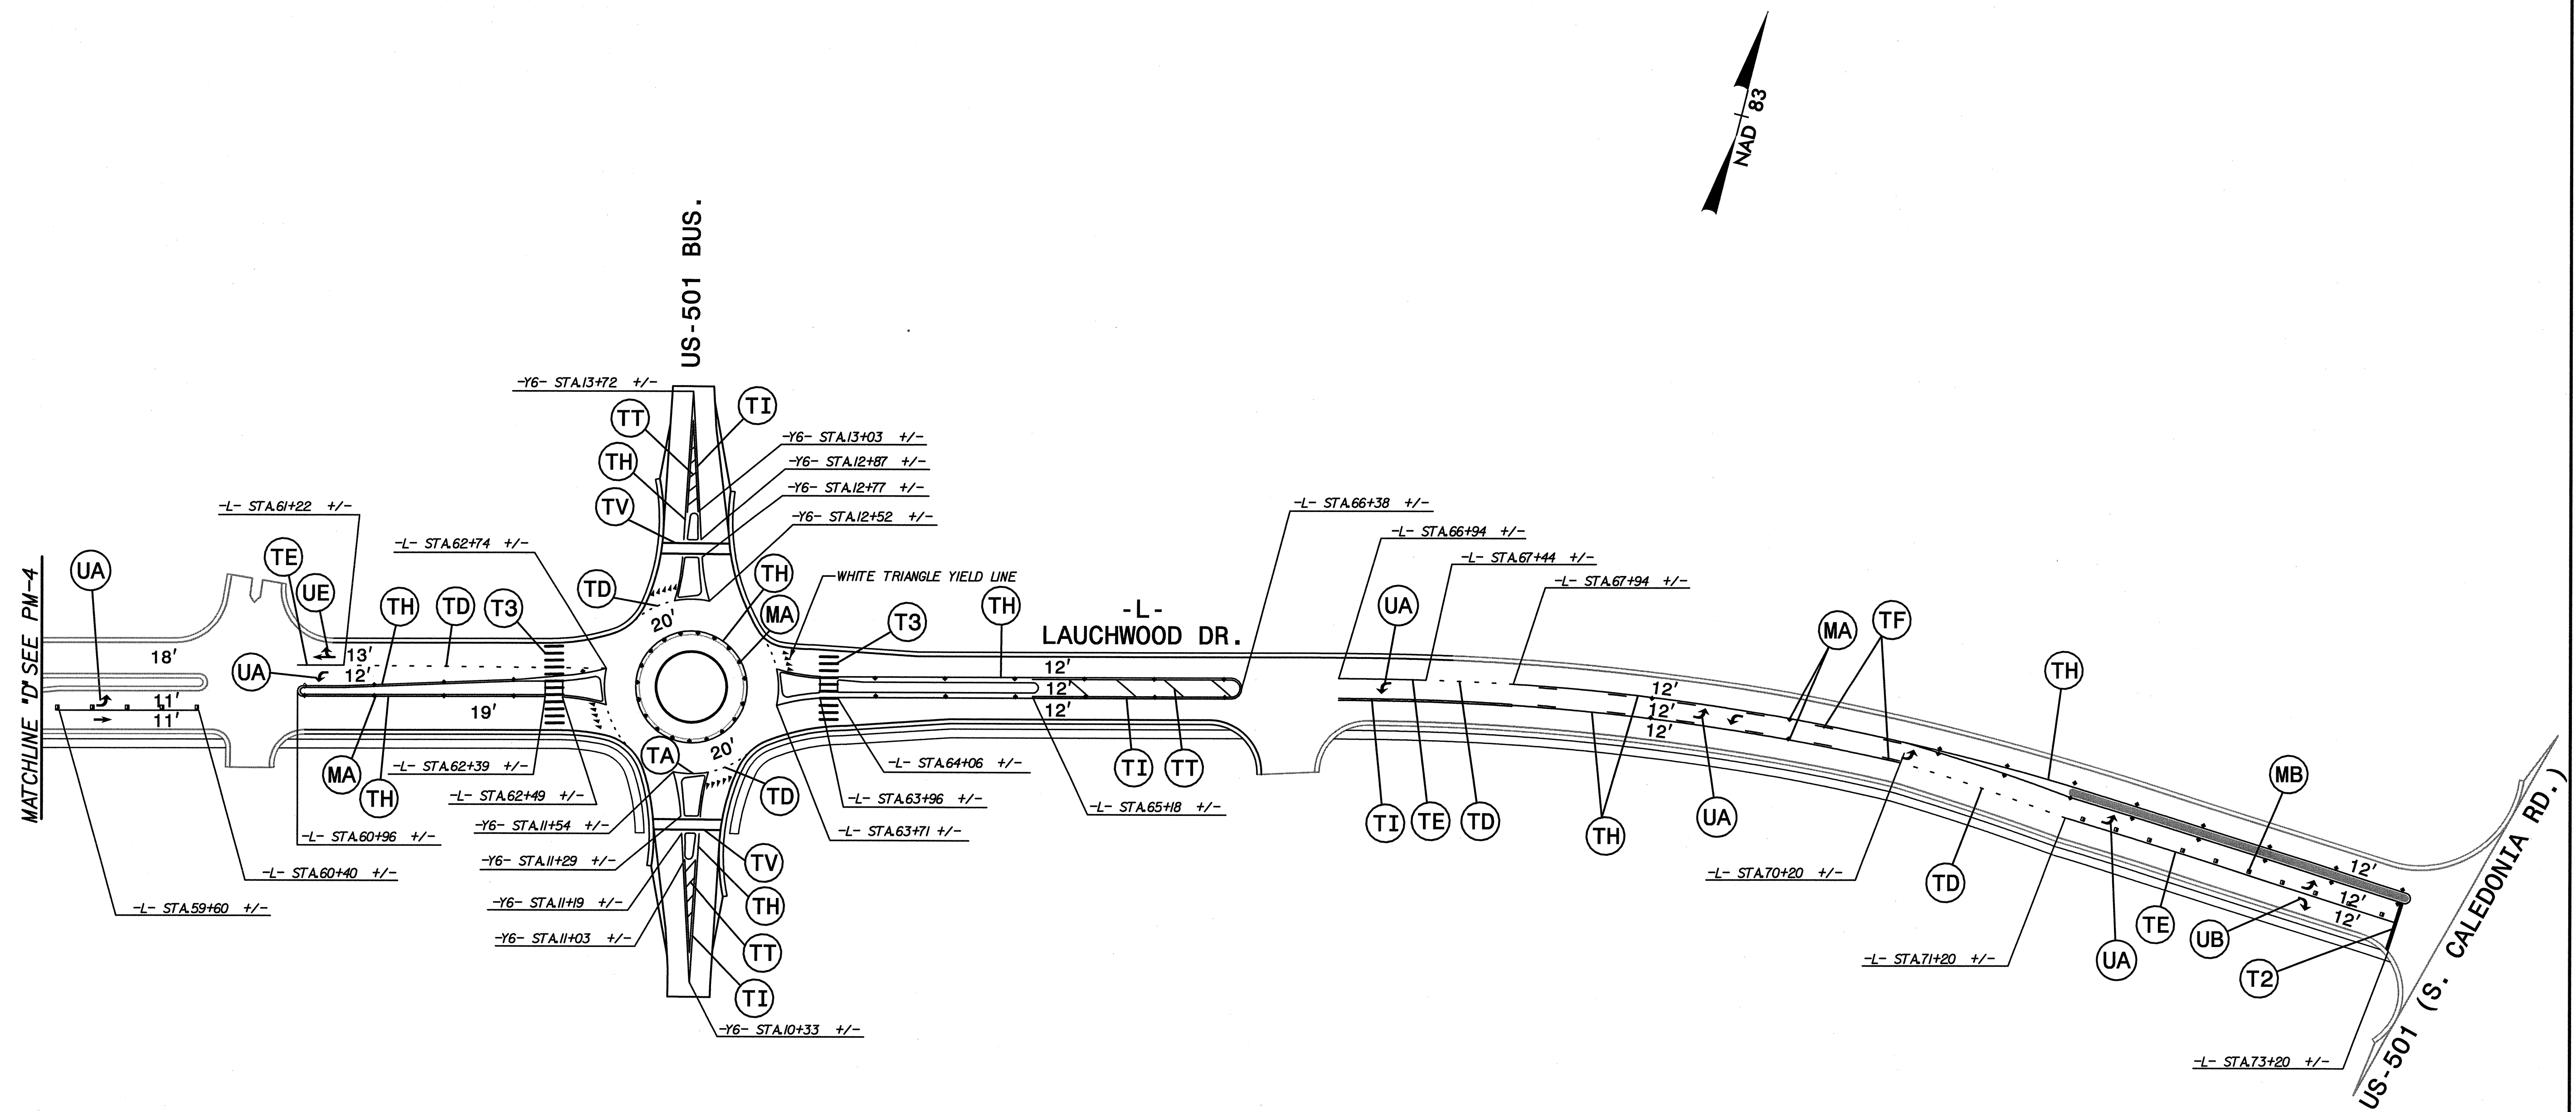 NAD 83
US-501 BUS.
-Y6- STA.13+72 +/-
TT
TI
-Y6- STA.13+03 +/-
TH
-Y6- STA.12+87 +/-
-Y6- STA.12+77 +/-
TV
-Y6- STA.12+52 +/-
-L- STA.61+22 +/-
-L- STA.66+38 +/-
-L- STA.66+94 +/-
-L- STA.62+74 +/-
-L- STA.67+44 +/-
-L- STA.67+94 +/-
MATCHLINE "D" SEE PM-4
UA
TE
UE
TH
TD
T3
TD
TH
WHITE TRIANGLE YIELD LINE
MA
20'
T3
TH
-L-
LAUCHWOOD DR.
UA
MA
TF
TH
18'
13'
UA
12'
11'
11'
19'
12'
12'
12'
12'
12'
12'
MA
TH
-L- STA.62+39 +/-
TA
20'
-L- STA.64+06 +/-
TI
TT
TD
-L- STA.62+49 +/-
-L- STA.63+96 +/-
-L- STA.65+18 +/-
TI
TE
TD
TH
UA
MB
-Y6- STA.11+54 +/-
-L- STA.63+71 +/-
-L- STA.60+96 +/-
-Y6- STA.11+29 +/-
TV
-L- STA.60+40 +/-
-L- STA.70+20 +/-
TD
12'
12'
12'
-Y6- STA.11+19 +/-
TH
-L- STA.59+60 +/-
TE
UB
-Y6- STA.11+03 +/-
TT
-L- STA.71+20 +/-
UA
T2
TI
-Y6- STA.10+33 +/-
-L- STA.73+20 +/-
US-501 (S. CALEDONIA RD.)